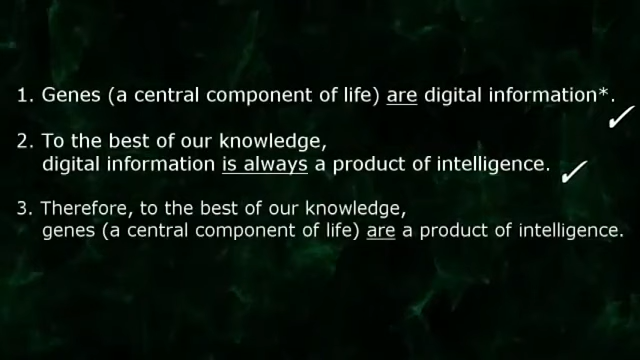 1. Genes (a central component of life) are digital information*.
2. To the best of our knowledge,
digital information is always a product of intelligence.
3. Therefore, to the best of our knowledge,
genes (a central component of life) are a product of intelligence.